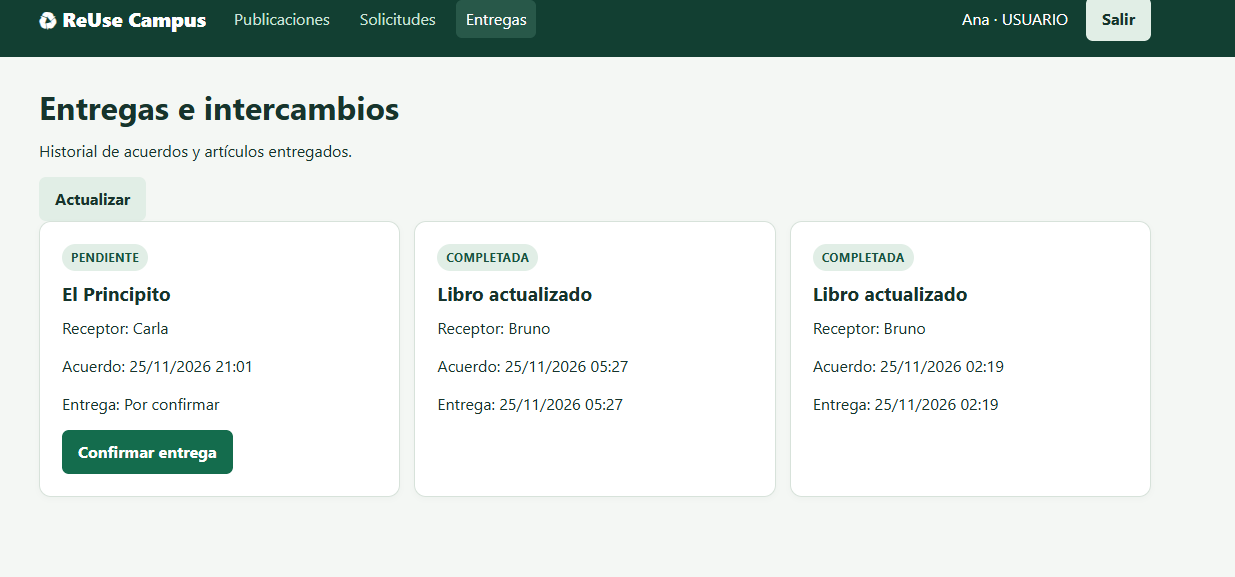 ReUse Campus Publicaciones Solicitudes Entregas Ana · USUARIO Salir
Entregas e intercambios
Historial de acuerdos y artículos entregados.
Actualizar
PENDIENTE
El Principito
Receptor: Carla
Acuerdo: 25/11/2026 21:01
Entrega: Por confirmar
Confirmar entrega
COMPLETADA
Libro actualizado
Receptor: Bruno
Acuerdo: 25/11/2026 05:27
Entrega: 25/11/2026 05:27
COMPLETADA
Libro actualizado
Receptor: Bruno
Acuerdo: 25/11/2026 02:19
Entrega: 25/11/2026 02:19